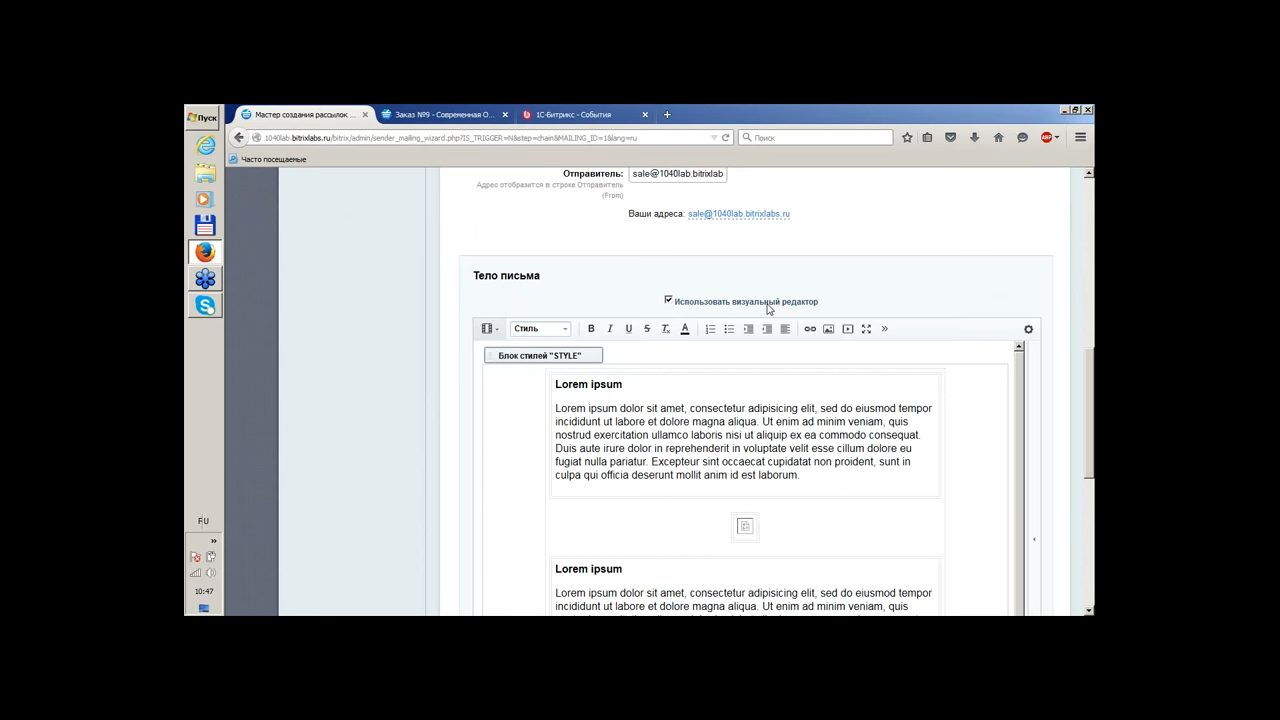 Пуск
Мастер создания рассылок ...
Заказ №9 - Современная О...
1С-Битрикс - События
1040lab.bitrixlabs.ru/bitrix/admin/sender_mailing_wizard.php?IS_TRIGGER=N&step=chain&MAILING_ID=1&lang=ru
Поиск
ABP
Часто посещаемые
Отправитель:
sale@1040lab.bitrixlab
Адрес отобразится в строке Отправитель
(From)
Ваши адреса: sale@1040lab.bitrixlabs.ru
Тело письма
Использовать визуальный редактор
Стиль
B I U S Tx A
Блок стилей "STYLE"
Lorem ipsum
Lorem ipsum dolor sit amet, consectetur adipisicing elit, sed do eiusmod tempor
incididunt ut labore et dolore magna aliqua. Ut enim ad minim veniam, quis
nostrud exercitation ullamco laboris nisi ut aliquip ex ea commodo consequat.
Duis aute irure dolor in reprehenderit in voluptate velit esse cillum dolore eu
fugiat nulla pariatur. Excepteur sint occaecat cupidatat non proident, sunt in
culpa qui officia deserunt mollit anim id est laborum.
Lorem ipsum
Lorem ipsum dolor sit amet, consectetur adipisicing elit, sed do eiusmod tempor
incididunt ut labore et dolore magna aliqua. Ut enim ad minim veniam, quis
RU
10:47